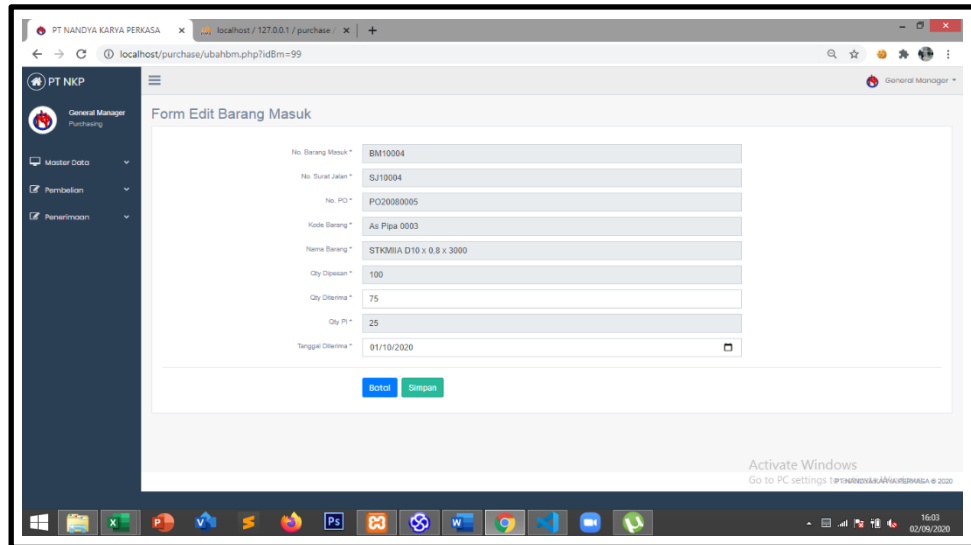 PT NANDYA KARYA PERKASA
localhost / 127.0.0.1 / purchase /
localhost/purchase/ubahbm.php?idBm=99
PT NKP
General Manager
General Manager
Purchasing
Form Edit Barang Masuk
Master Data
Pembelian
Penerimaan
No. Barang Masuk * BM10004
No. Surat Jalan * SJ10004
No. PO * PO20080005
Kode Barang * As Pipa 0003
Nama Barang * STKMIIA D10 x 0,8 x 3000
Qty Dipesan * 100
Qty Diterima * 75
Qty PI * 25
Tanggal Diterima * 01/10/2020
Batal Simpan
Activate Windows
Go to PC settings to
PT NANDYA KARYA PERKASA © 2020
16:03
02/09/2020